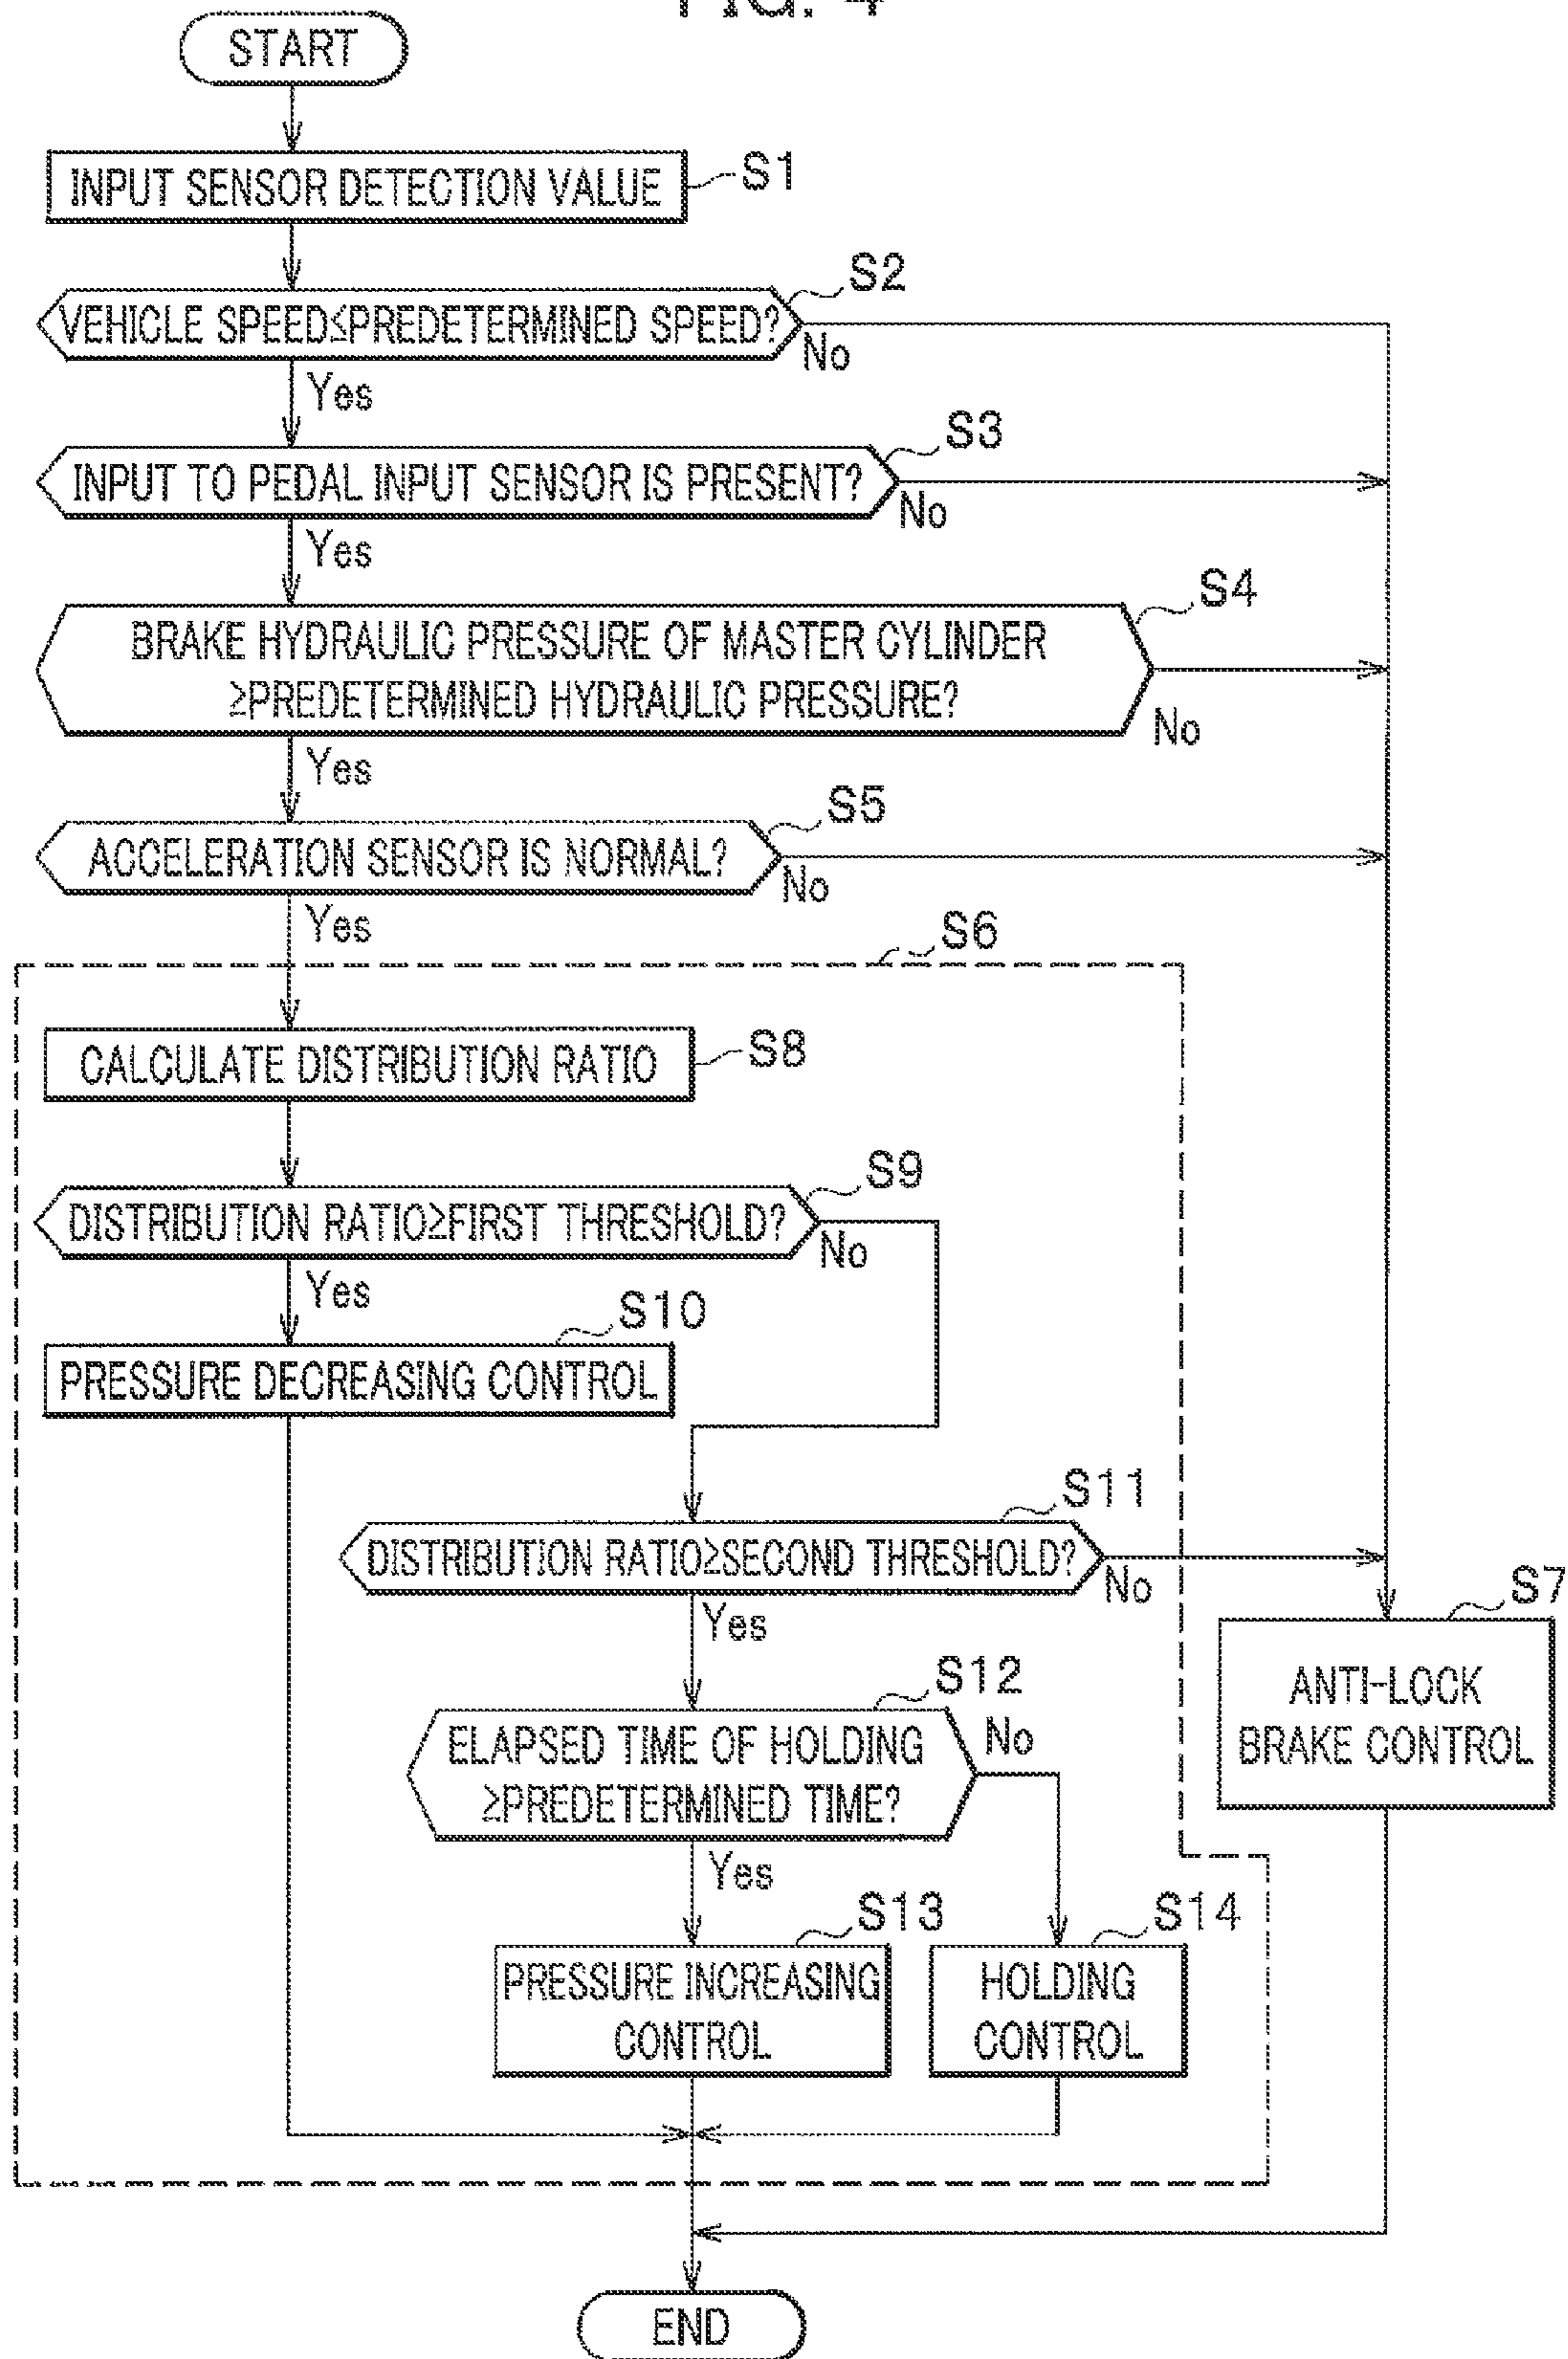 FIG. 4
START
INPUT SENSOR DETECTION VALUE
S1
VEHICLE SPEED≤PREDETERMINED SPEED?
S2
No
Yes
INPUT TO PEDAL INPUT SENSOR IS PRESENT?
S3
No
Yes
BRAKE HYDRAULIC PRESSURE OF MASTER CYLINDER
≥PREDETERMINED HYDRAULIC PRESSURE?
S4
No
Yes
ACCELERATION SENSOR IS NORMAL?
S5
No
Yes
S6
CALCULATE DISTRIBUTION RATIO
S8
DISTRIBUTION RATIO≥FIRST THRESHOLD?
S9
No
Yes
S10
PRESSURE DECREASING CONTROL
S11
DISTRIBUTION RATIO≥SECOND THRESHOLD?
No
Yes
S7
ANTI-LOCK
BRAKE CONTROL
S12
ELAPSED TIME OF HOLDING
≥PREDETERMINED TIME?
No
Yes
S13
PRESSURE INCREASING
CONTROL
S14
HOLDING
CONTROL
END